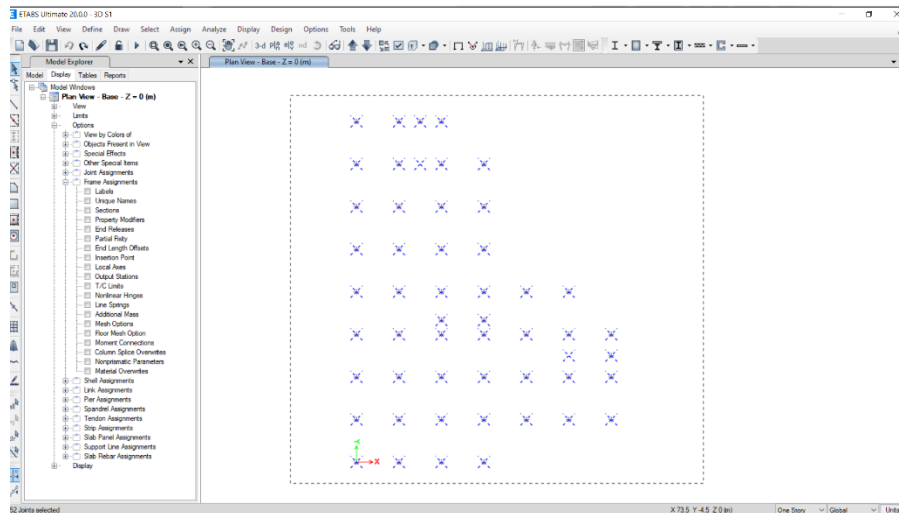 ETABS Ultimate 20.0.0 - 3D S1
File Edit View Define Draw Select Assign Analyze Display Design Options Tools Help
3-d
nd
Model Explorer
Plan View - Base - Z = 0 (m)
Model Display Tables Reports
Model Windows
Plan View - Base - Z = 0 (m)
View
Limits
Options
View by Colors of
Objects Present in View
Special Effects
Other Special Items
Joint Assignments
Frame Assignments
Labels
Unique Names
Sections
Property Modifiers
End Releases
Partial Fixity
End Length Offsets
Insertion Point
Local Axes
Output Stations
T/C Limits
Nonlinear Hinges
Line Springs
Additional Mass
Mesh Options
Floor Mesh Option
Moment Connections
Column Splice Overwrites
Nonprismatic Parameters
Material Overwrites
Shell Assignments
Link Assignments
Pier Assignments
Spandrel Assignments
Tendon Assignments
Strip Assignments
Slab Panel Assignments
Support Line Assignments
Slab Rebar Assignments
Display
Y
X
52 Joints selected
X 73.5 Y -4.5 Z 0 (m)
One Story
Global
Units